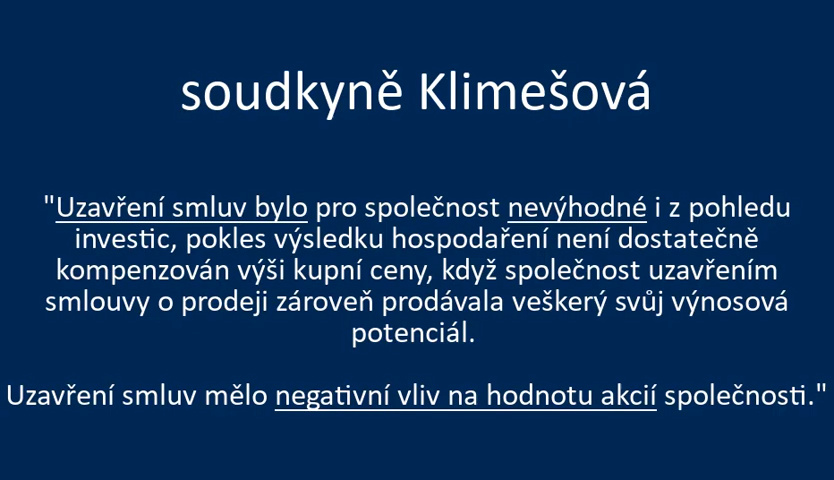 soudkyně Klimešová
"Uzavření smluv bylo pro společnost nevýhodné i z pohledu
investic, pokles výsledku hospodaření není dostatečně
kompenzován výši kupní ceny, když společnost uzavřením
smlouvy o prodeji zároveň prodávala veškerý svůj výnosová
potenciál.
Uzavření smluv mělo negativní vliv na hodnotu akcií společnosti."